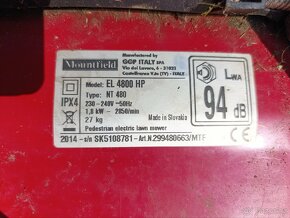 Mountfield
Manufactured by
GGP ITALY SPA
Via del Lavoro, 6 - 31033
Castelfranco V.to (TV) - ITALIE
Model: EL 4800 HP
Type: NT 480
230-240V~50Hz
1,8 kW - 2850/min
27 kg
Made in Slovakia
IPX4
LWA
94 dB
CE
Pedestrian electric lawn mower
2014 - s/n SK5108781 - Art.N.299480663/MTF